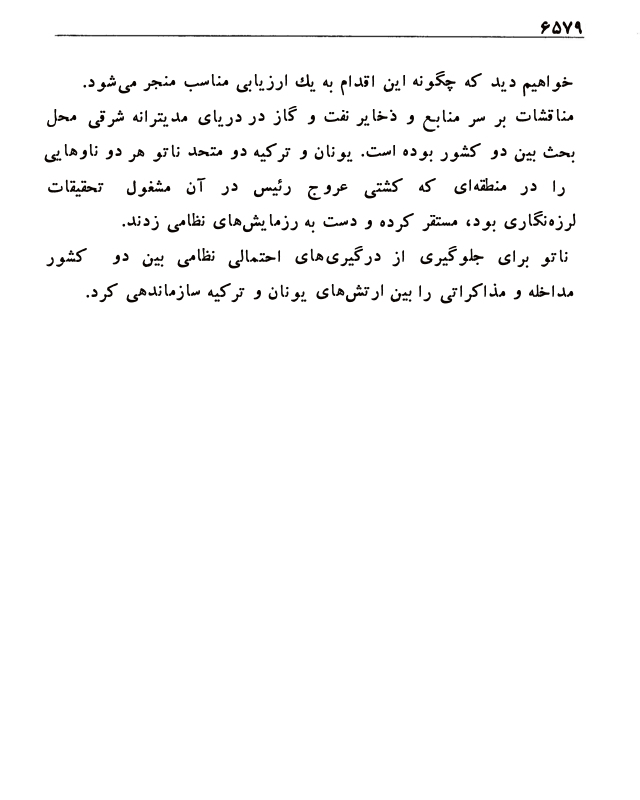 ۶۵۷۹
خواهیم دید که چگونه این اقدام به یك ارزیابی مناسب منجر می‌شود.
مناقشات بر سر منابع و ذخایر نفت و گاز در دریای مدیترانه شرقی محل
بحث بین دو کشور بوده است. یونان و ترکیه دو متحد ناتو هر دو ناوهایی
را در منطقه‌ای که کشتی عروج رئیس در آن مشغول تحقیقات
لرزه‌نگاری بود، مستقر کرده و دست به رزمایش‌های نظامی زدند.
ناتو برای جلوگیری از درگیری‌های احتمالی نظامی بین دو کشور
مداخله و مذاکراتی را بین ارتش‌های یونان و ترکیه سازماندهی کرد.